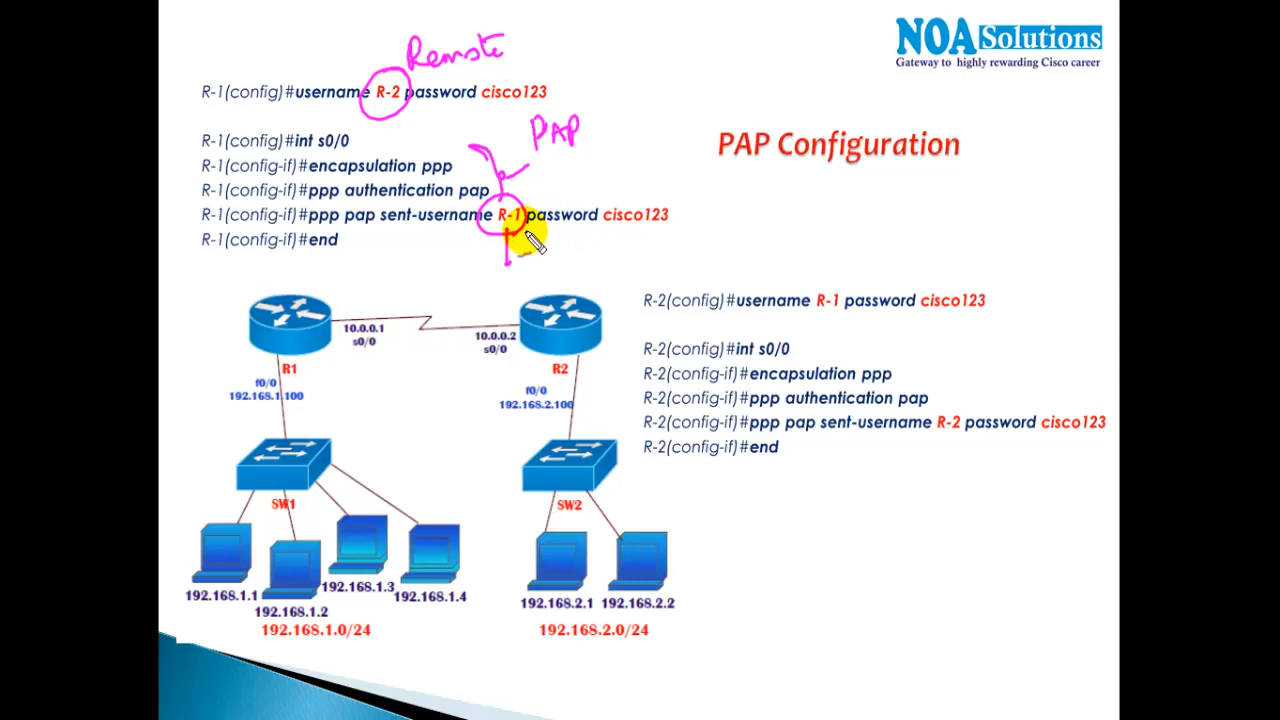 NOA Solutions
Gateway to highly rewarding Cisco career
Remote
R-1(config)#username R-2 password cisco123
PAP
PAP Configuration
R-1(config)#int s0/0
R-1(config-if)#encapsulation ppp
R-1(config-if)#ppp authentication pap
R-1(config-if)#ppp pap sent-username R-1 password cisco123
R-1(config-if)#end
R-2(config)#username R-1 password cisco123
R-2(config)#int s0/0
R-2(config-if)#encapsulation ppp
R-2(config-if)#ppp authentication pap
R-2(config-if)#ppp pap sent-username R-2 password cisco123
R-2(config-if)#end
10.0.0.1
s0/0
10.0.0.2
s0/0
R1
R2
f0/0
192.168.1.100
f0/0
192.168.2.100
SW1
SW2
192.168.1.1
192.168.1.2
192.168.1.3
192.168.1.4
192.168.2.1
192.168.2.2
192.168.1.0/24
192.168.2.0/24